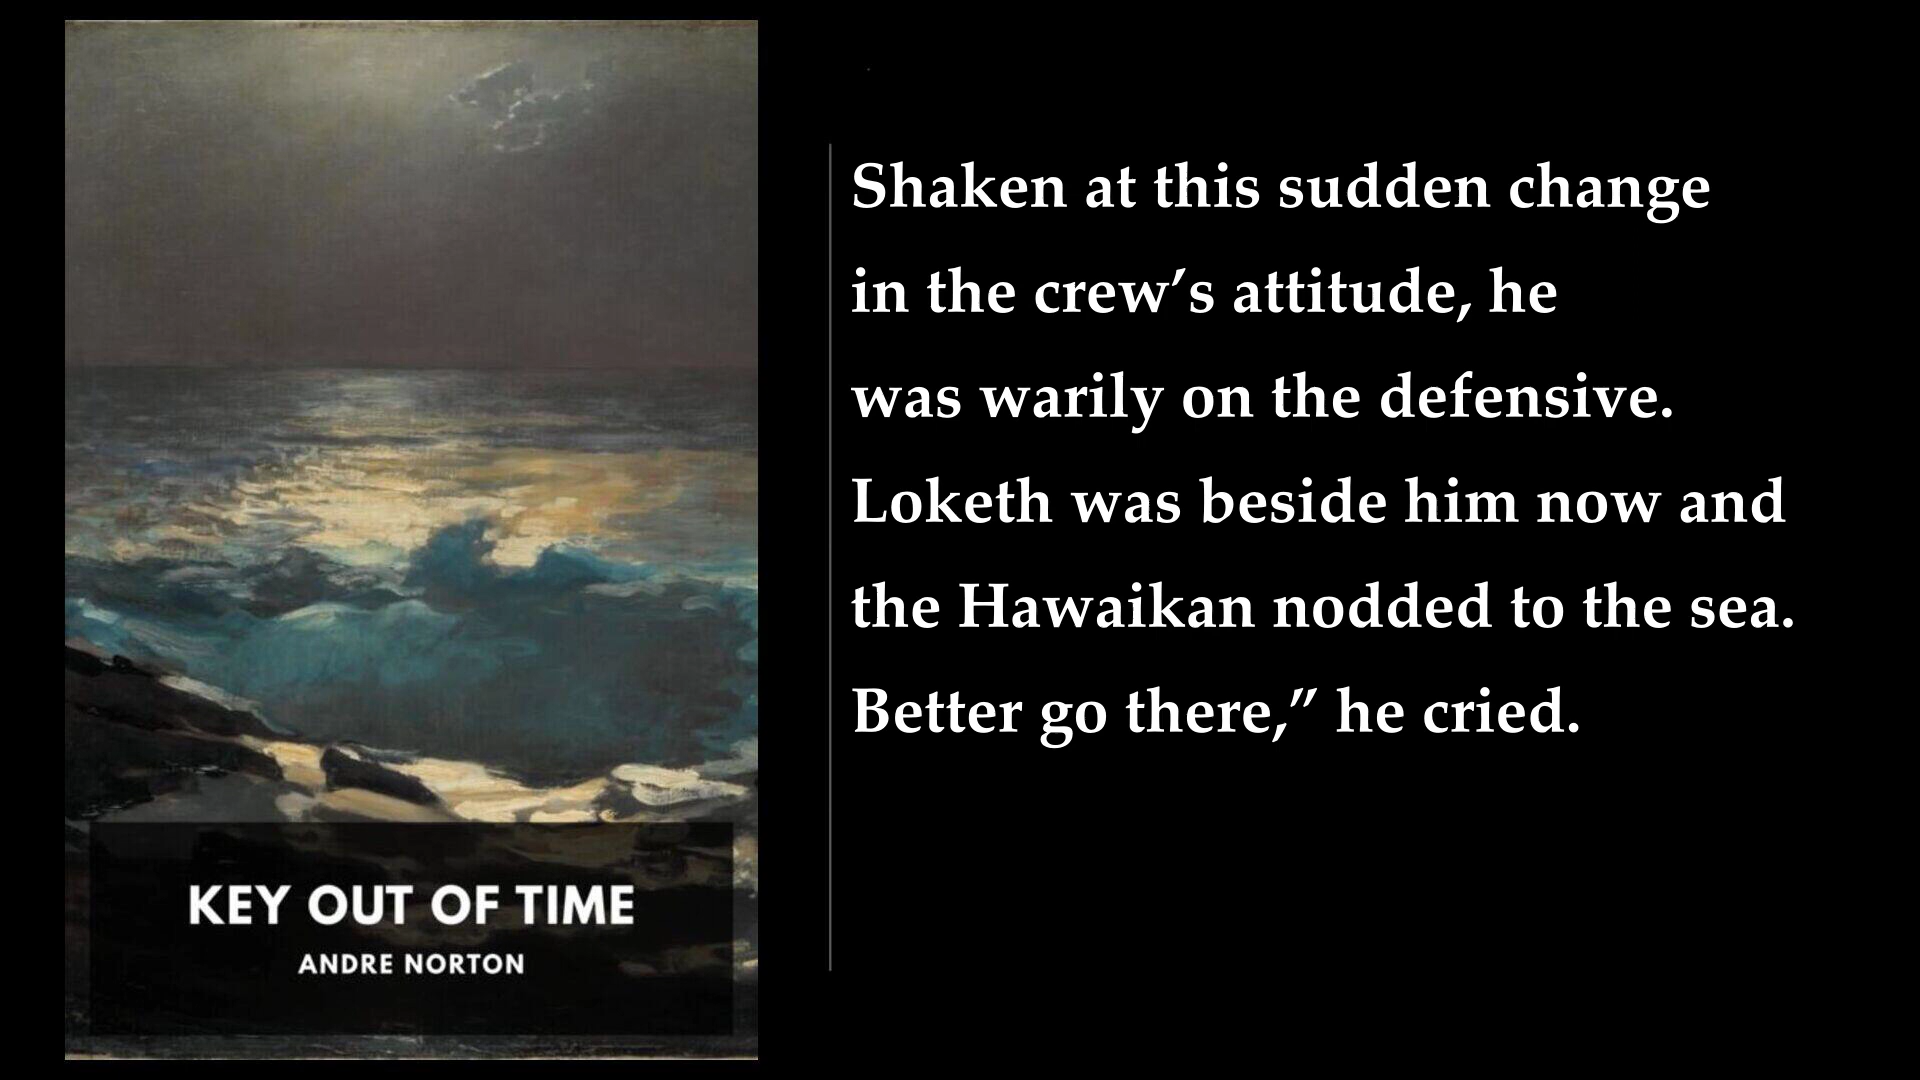 Shaken at this sudden change
in the crew’s attitude, he
was warily on the defensive.
Loketh was beside him now and
the Hawaikan nodded to the sea.
Better go there,” he cried.
KEY OUT OF TIME
ANDRE NORTON